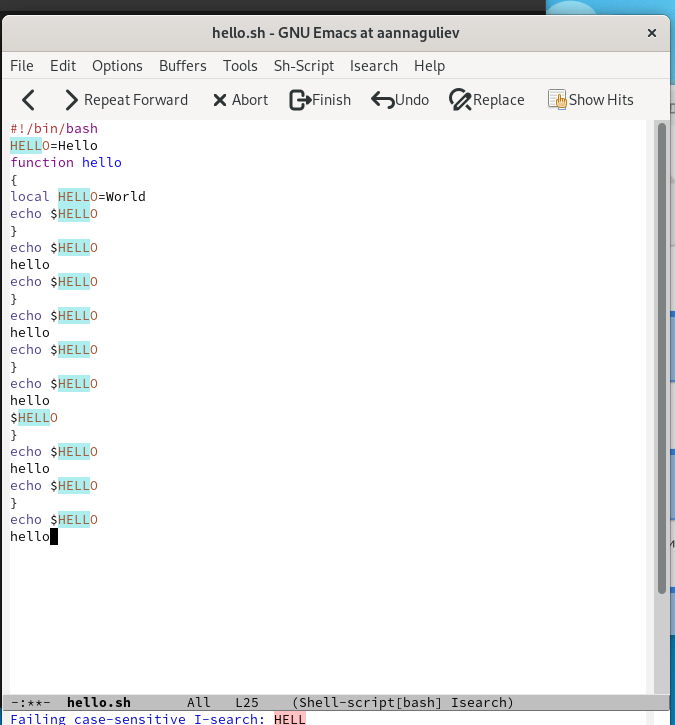 hello.sh - GNU Emacs at aannaguliev
File Edit Options Buffers Tools Sh-Script Isearch Help
Repeat Forward Abort Finish Undo Replace Show Hits
#!/bin/bash
HELLO=Hello
function hello
{
local HELLO=World
echo $HELLO
}
echo $HELLO
hello
echo $HELLO
}
echo $HELLO
hello
echo $HELLO
}
echo $HELLO
hello
$HELLO
}
echo $HELLO
hello
echo $HELLO
}
echo $HELLO
hello
-:**- hello.sh All L25 (Shell-script[bash] Isearch)
Failing case-sensitive I-search: HELL